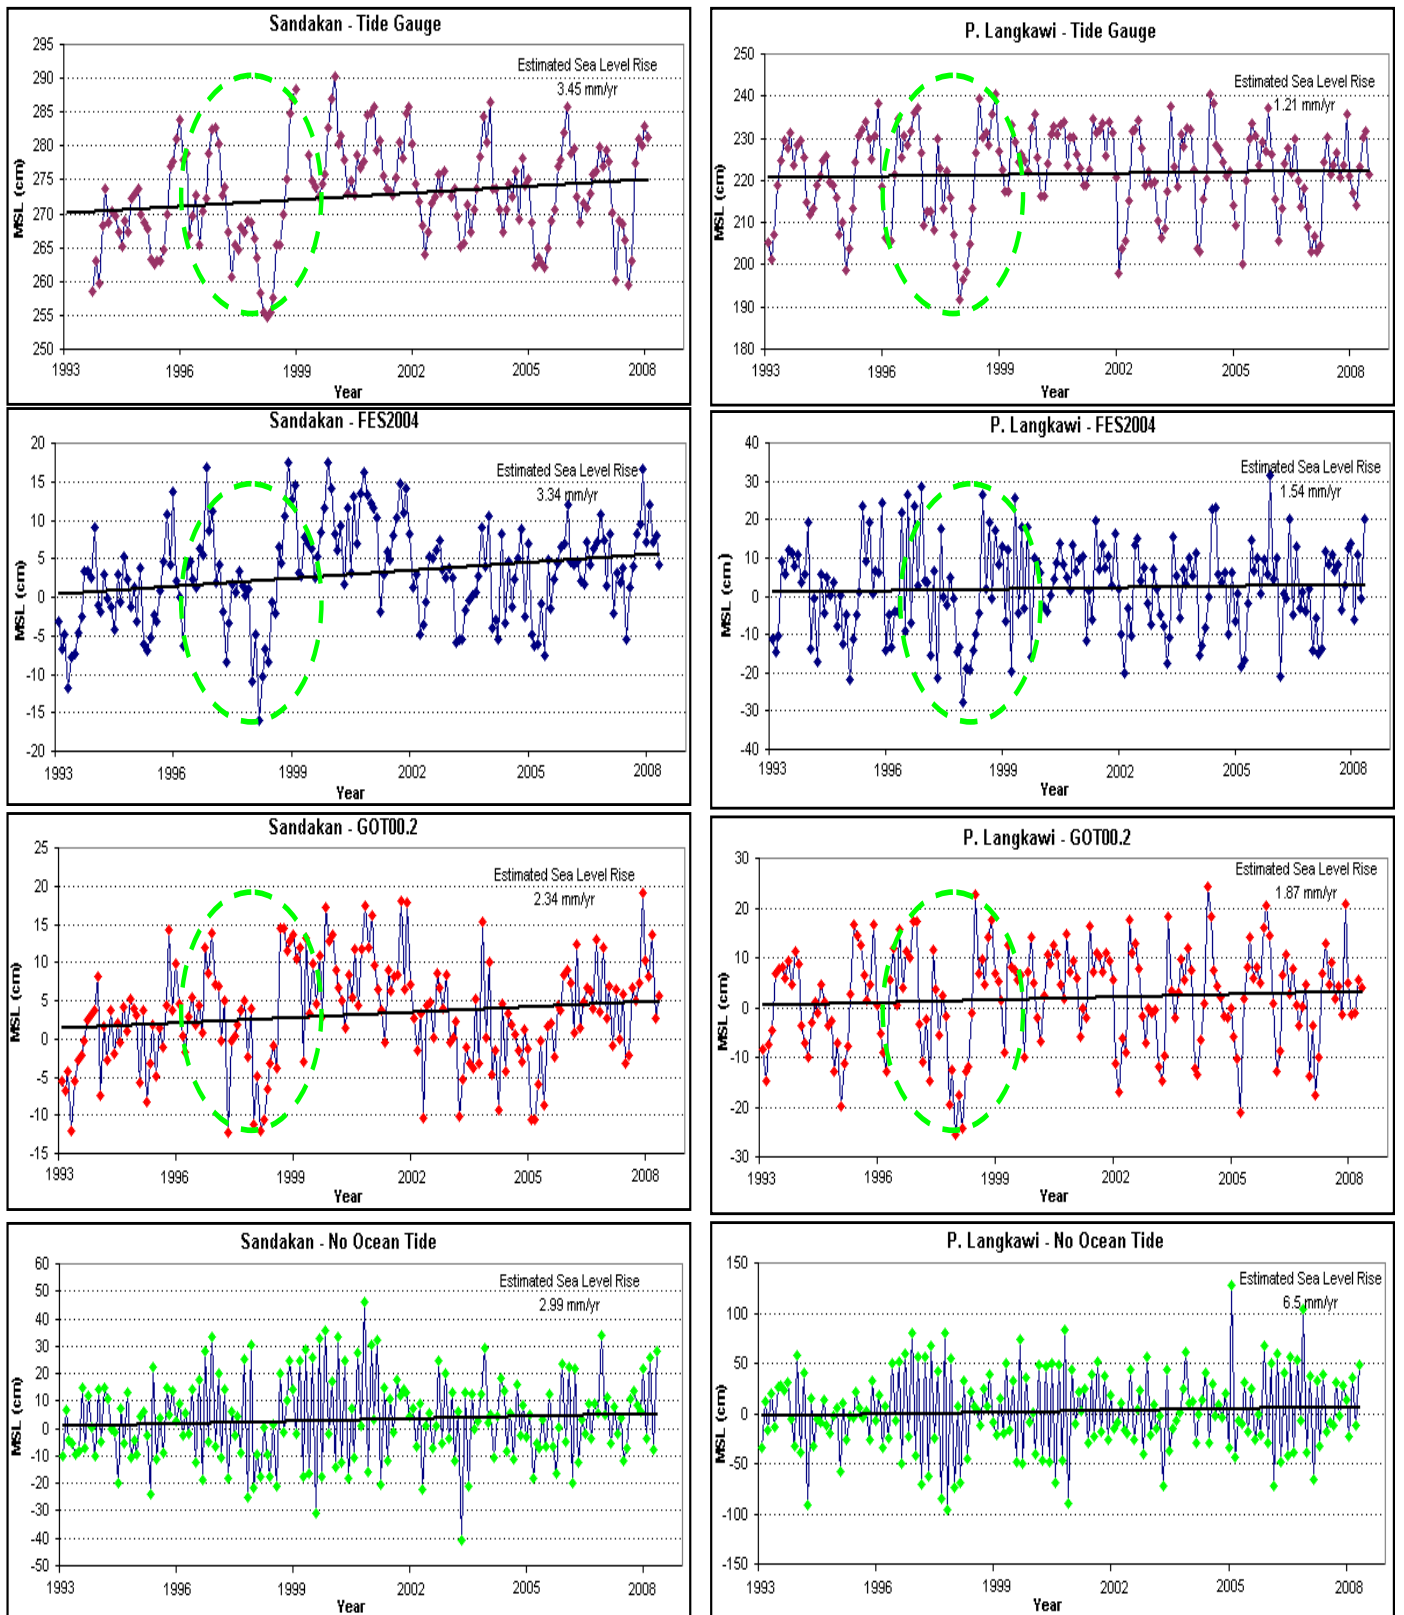 Sandakan - Tide Gauge
Estimated Sea Level Rise
3.45 mm/yr
MSL (cm)
295
290
285
280
275
270
265
260
255
250
1993
1996
1999
2002
2005
2008
Year
P. Langkawi - Tide Gauge
Estimated Sea Level Rise
1.21 mm/yr
MSL (cm)
250
240
230
220
210
200
190
180
1993
1996
1999
2002
2005
2008
Year
Sandakan - FES2004
Estimated Sea Level Rise
3.34 mm/yr
MSL (cm)
20
15
10
5
0
-5
-10
-15
-20
1993
1996
1999
2002
2005
2008
Year
P. Langkawi - FES2004
Estimated Sea Level Rise
1.54 mm/yr
MSL (cm)
40
30
20
10
0
-10
-20
-30
-40
1993
1996
1999
2002
2005
2008
Year
Sandakan - GOT00.2
Estimated Sea Level Rise
2.34 mm/yr
MSL (cm)
25
20
15
10
5
0
-5
-10
-15
1993
1996
1999
2002
2005
2008
Year
P. Langkawi - GOT00.2
Estimated Sea Level Rise
1.87 mm/yr
MSL (cm)
30
20
10
0
-10
-20
-30
1993
1996
1999
2002
2005
2008
Year
Sandakan - No Ocean Tide
Estimated Sea Level Rise
2.99 mm/yr
MSL (cm)
60
50
40
30
20
10
0
-10
-20
-30
-40
-50
1993
1996
1999
2002
2005
2008
Year
P. Langkawi - No Ocean Tide
Estimated Sea Level Rise
6.5 mm/yr
MSL (cm)
150
100
50
0
-50
-100
-150
1993
1996
1999
2002
2005
2008
Year